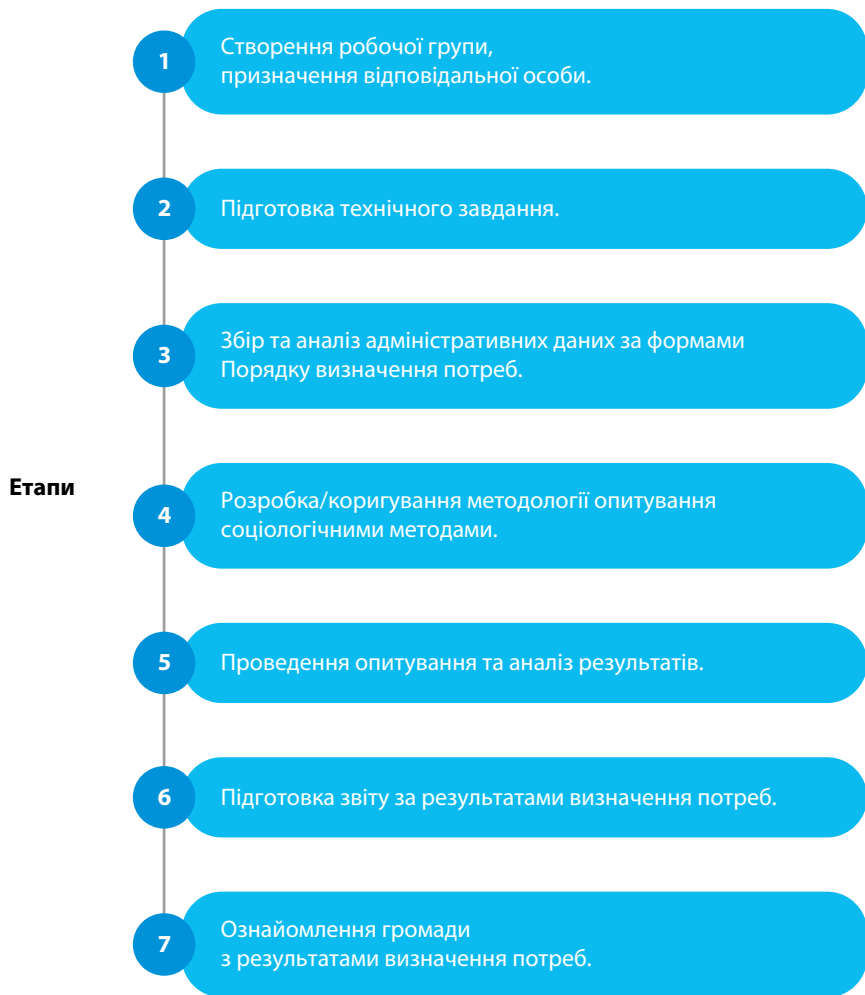 1
Створення робочої групи,
призначення відповідальної особи.
2
Підготовка технічного завдання.
3
Збір та аналіз адміністративних даних за формами
Порядку визначення потреб.
Етапи
4
Розробка/коригування методології опитування
соціологічними методами.
5
Проведення опитування та аналіз результатів.
6
Підготовка звіту за результатами визначення потреб.
7
Ознайомлення громади
з результатами визначення потреб.